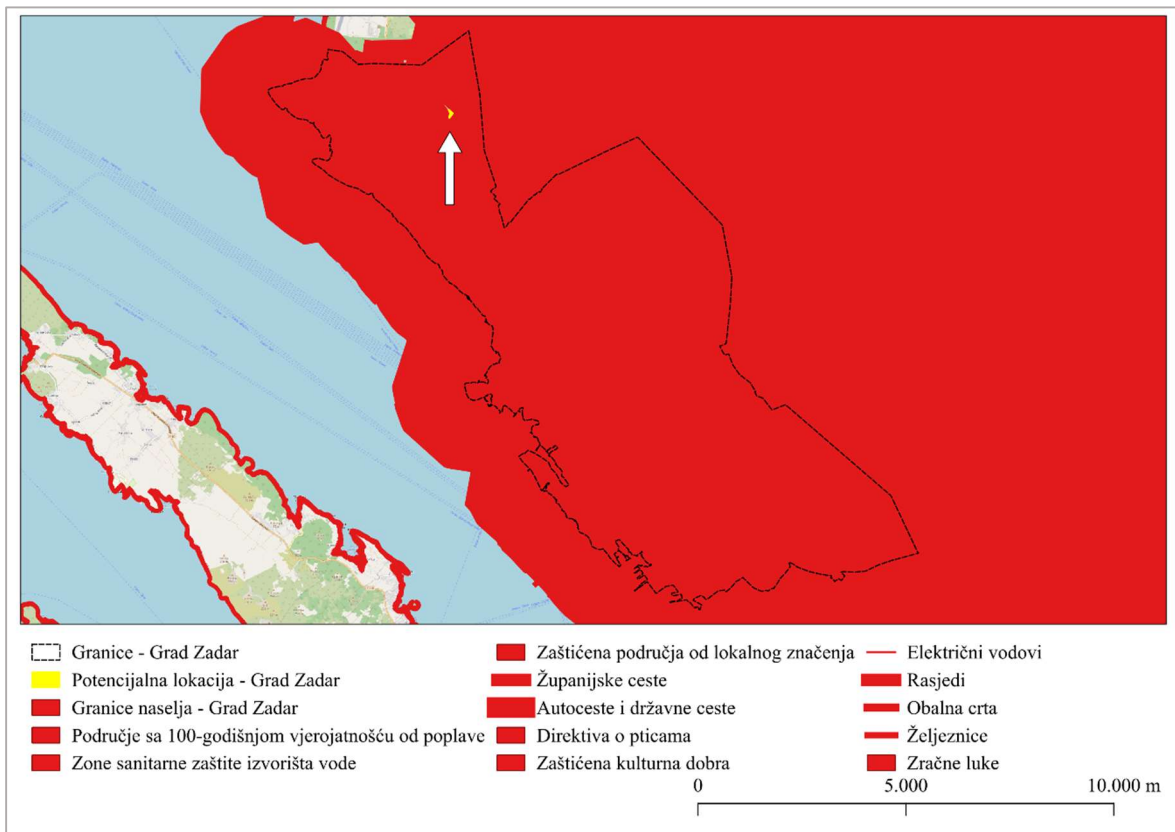 Granice - Grad Zadar
Potencijalna lokacija - Grad Zadar
Granice naselja - Grad Zadar
Područje sa 100-godišnjom vjerojatnošću od poplave
Zone sanitarne zaštite izvorišta vode
Zaštićena područja od lokalnog značenja
Županijske ceste
Autoceste i državne ceste
Direktiva o pticama
Zaštićena kulturna dobra
Električni vodovi
Rasjedi
Obalna crta
Željeznice
Zračne luke
0 5.000 10.000 m